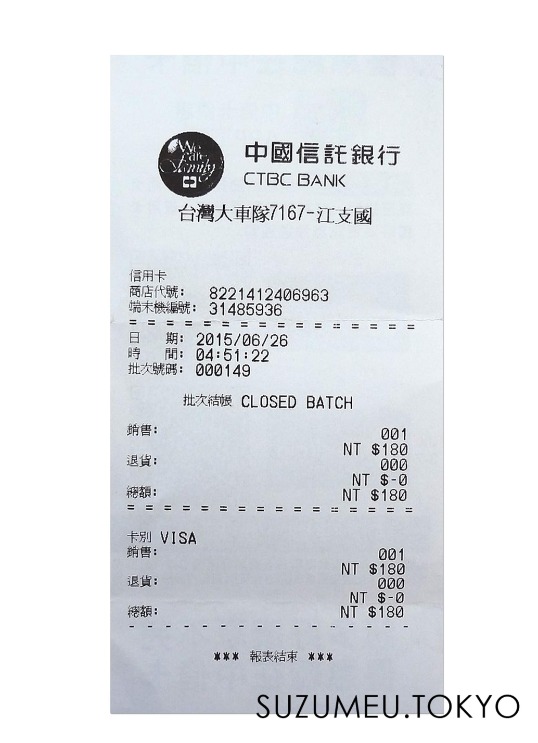 We are Family
中國信託銀行
CTBC BANK
台灣大車隊7167-江支國
信用卡
商店代號: 8221412406963
端末機編號: 31485936
日 期: 2015/06/26
時 間: 04:51:22
批次號碼: 000149
批次結帳 CLOSED BATCH
銷售: 001
NT $180
退貨: 000
NT $-0
總額: NT $180
卡別 VISA
銷售: 001
NT $180
退貨: 000
NT $-0
總額: NT $180
*** 報表結束 ***
SUZUMEU.TOKYO